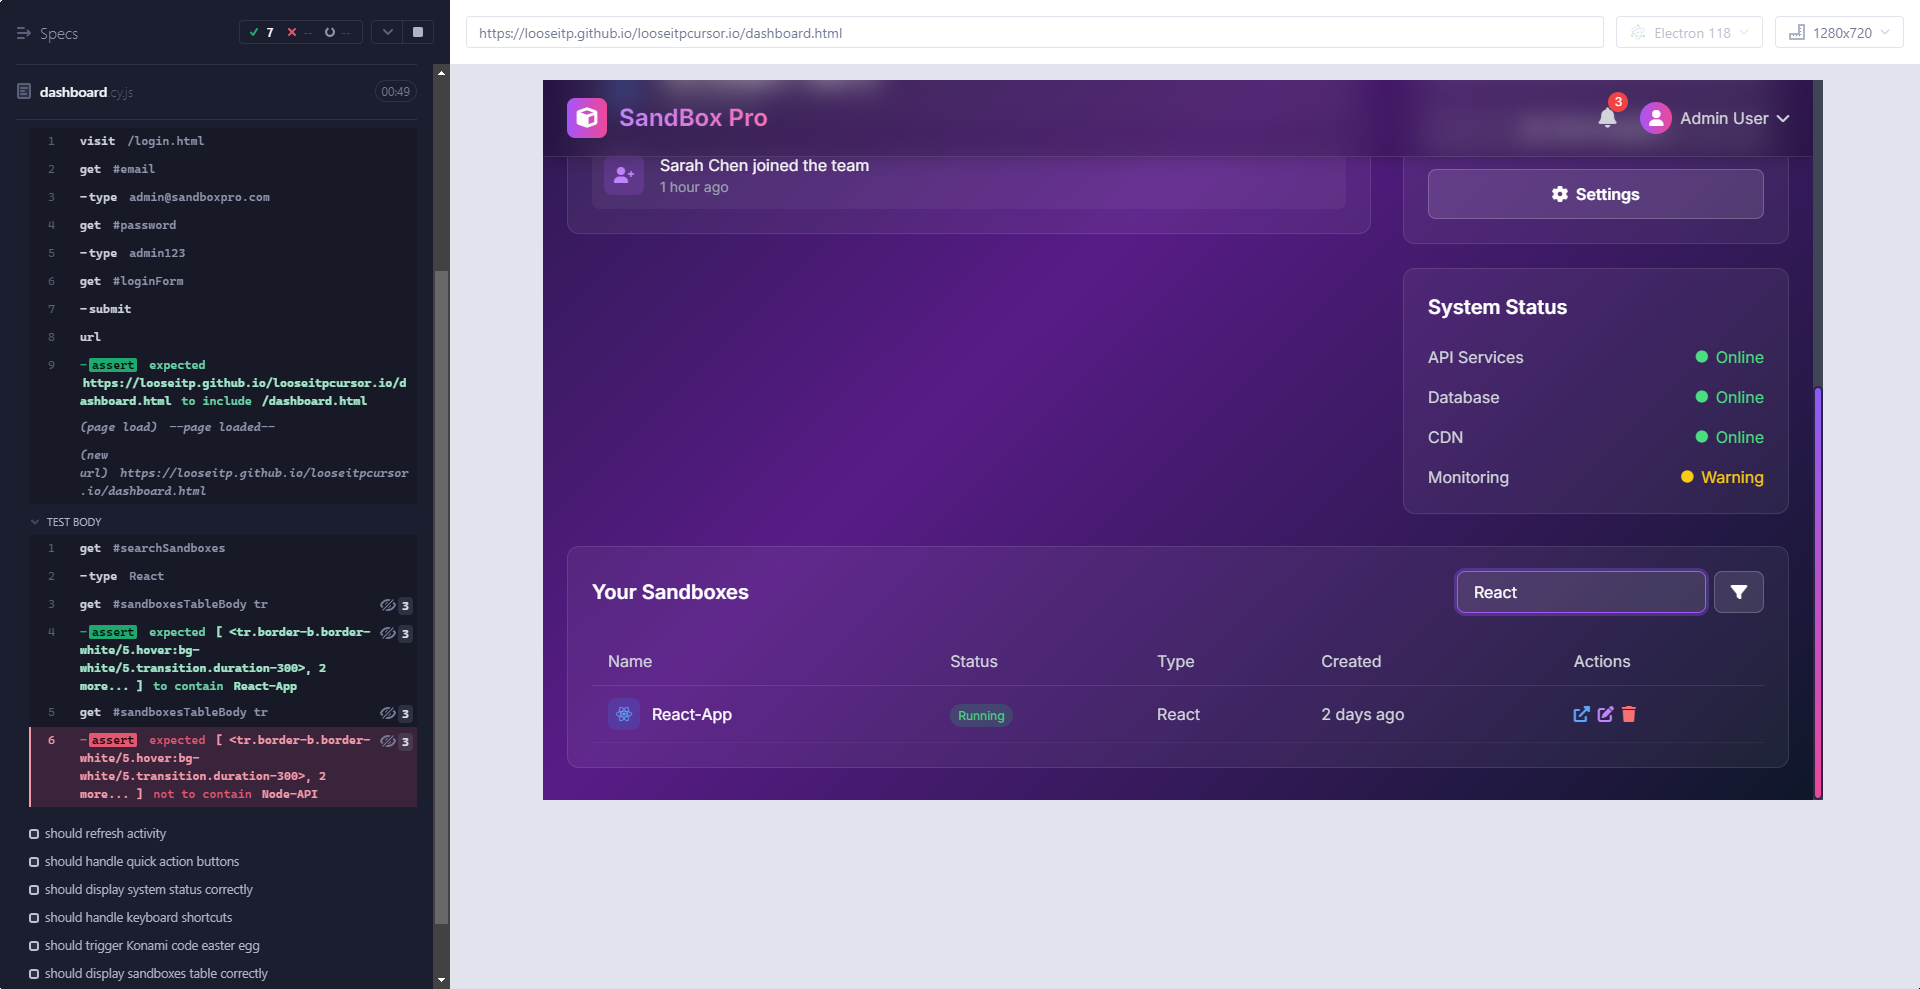 Specs
7 -- --
dashboard.cy.js 00:49
1 visit /login.html
2 get #email
3 -type admin@sandboxpro.com
4 get #password
5 -type admin123
6 get #loginForm
7 -submit
8 url
9 -assert expected
https://looseitp.github.io/looseitpcursor.io/d
ashboard.html to include /dashboard.html
(page load) --page loaded--
(new
url) https://looseitp.github.io/looseitpcursor
.io/dashboard.html
TEST BODY
1 get #searchSandboxes
2 -type React
3 get #sandboxesTableBody tr 3
4 -assert expected [ <tr.border-b.border- 3
white/5.hover:bg-
white/5.transition.duration-300>, 2
more... ] to contain React-App
5 get #sandboxesTableBody tr 3
6 -assert expected [ <tr.border-b.border- 3
white/5.hover:bg-
white/5.transition.duration-300>, 2
more... ] not to contain Node-API
should refresh activity
should handle quick action buttons
should display system status correctly
should handle keyboard shortcuts
should trigger Konami code easter egg
should display sandboxes table correctly
https://looseitp.github.io/looseitpcursor.io/dashboard.html
Electron 118
1280x720
SandBox Pro
3
Admin User
Sarah Chen joined the team
1 hour ago
Settings
System Status
API Services Online
Database Online
CDN Online
Monitoring Warning
Your Sandboxes
React
Name Status Type Created Actions
React-App Running React 2 days ago